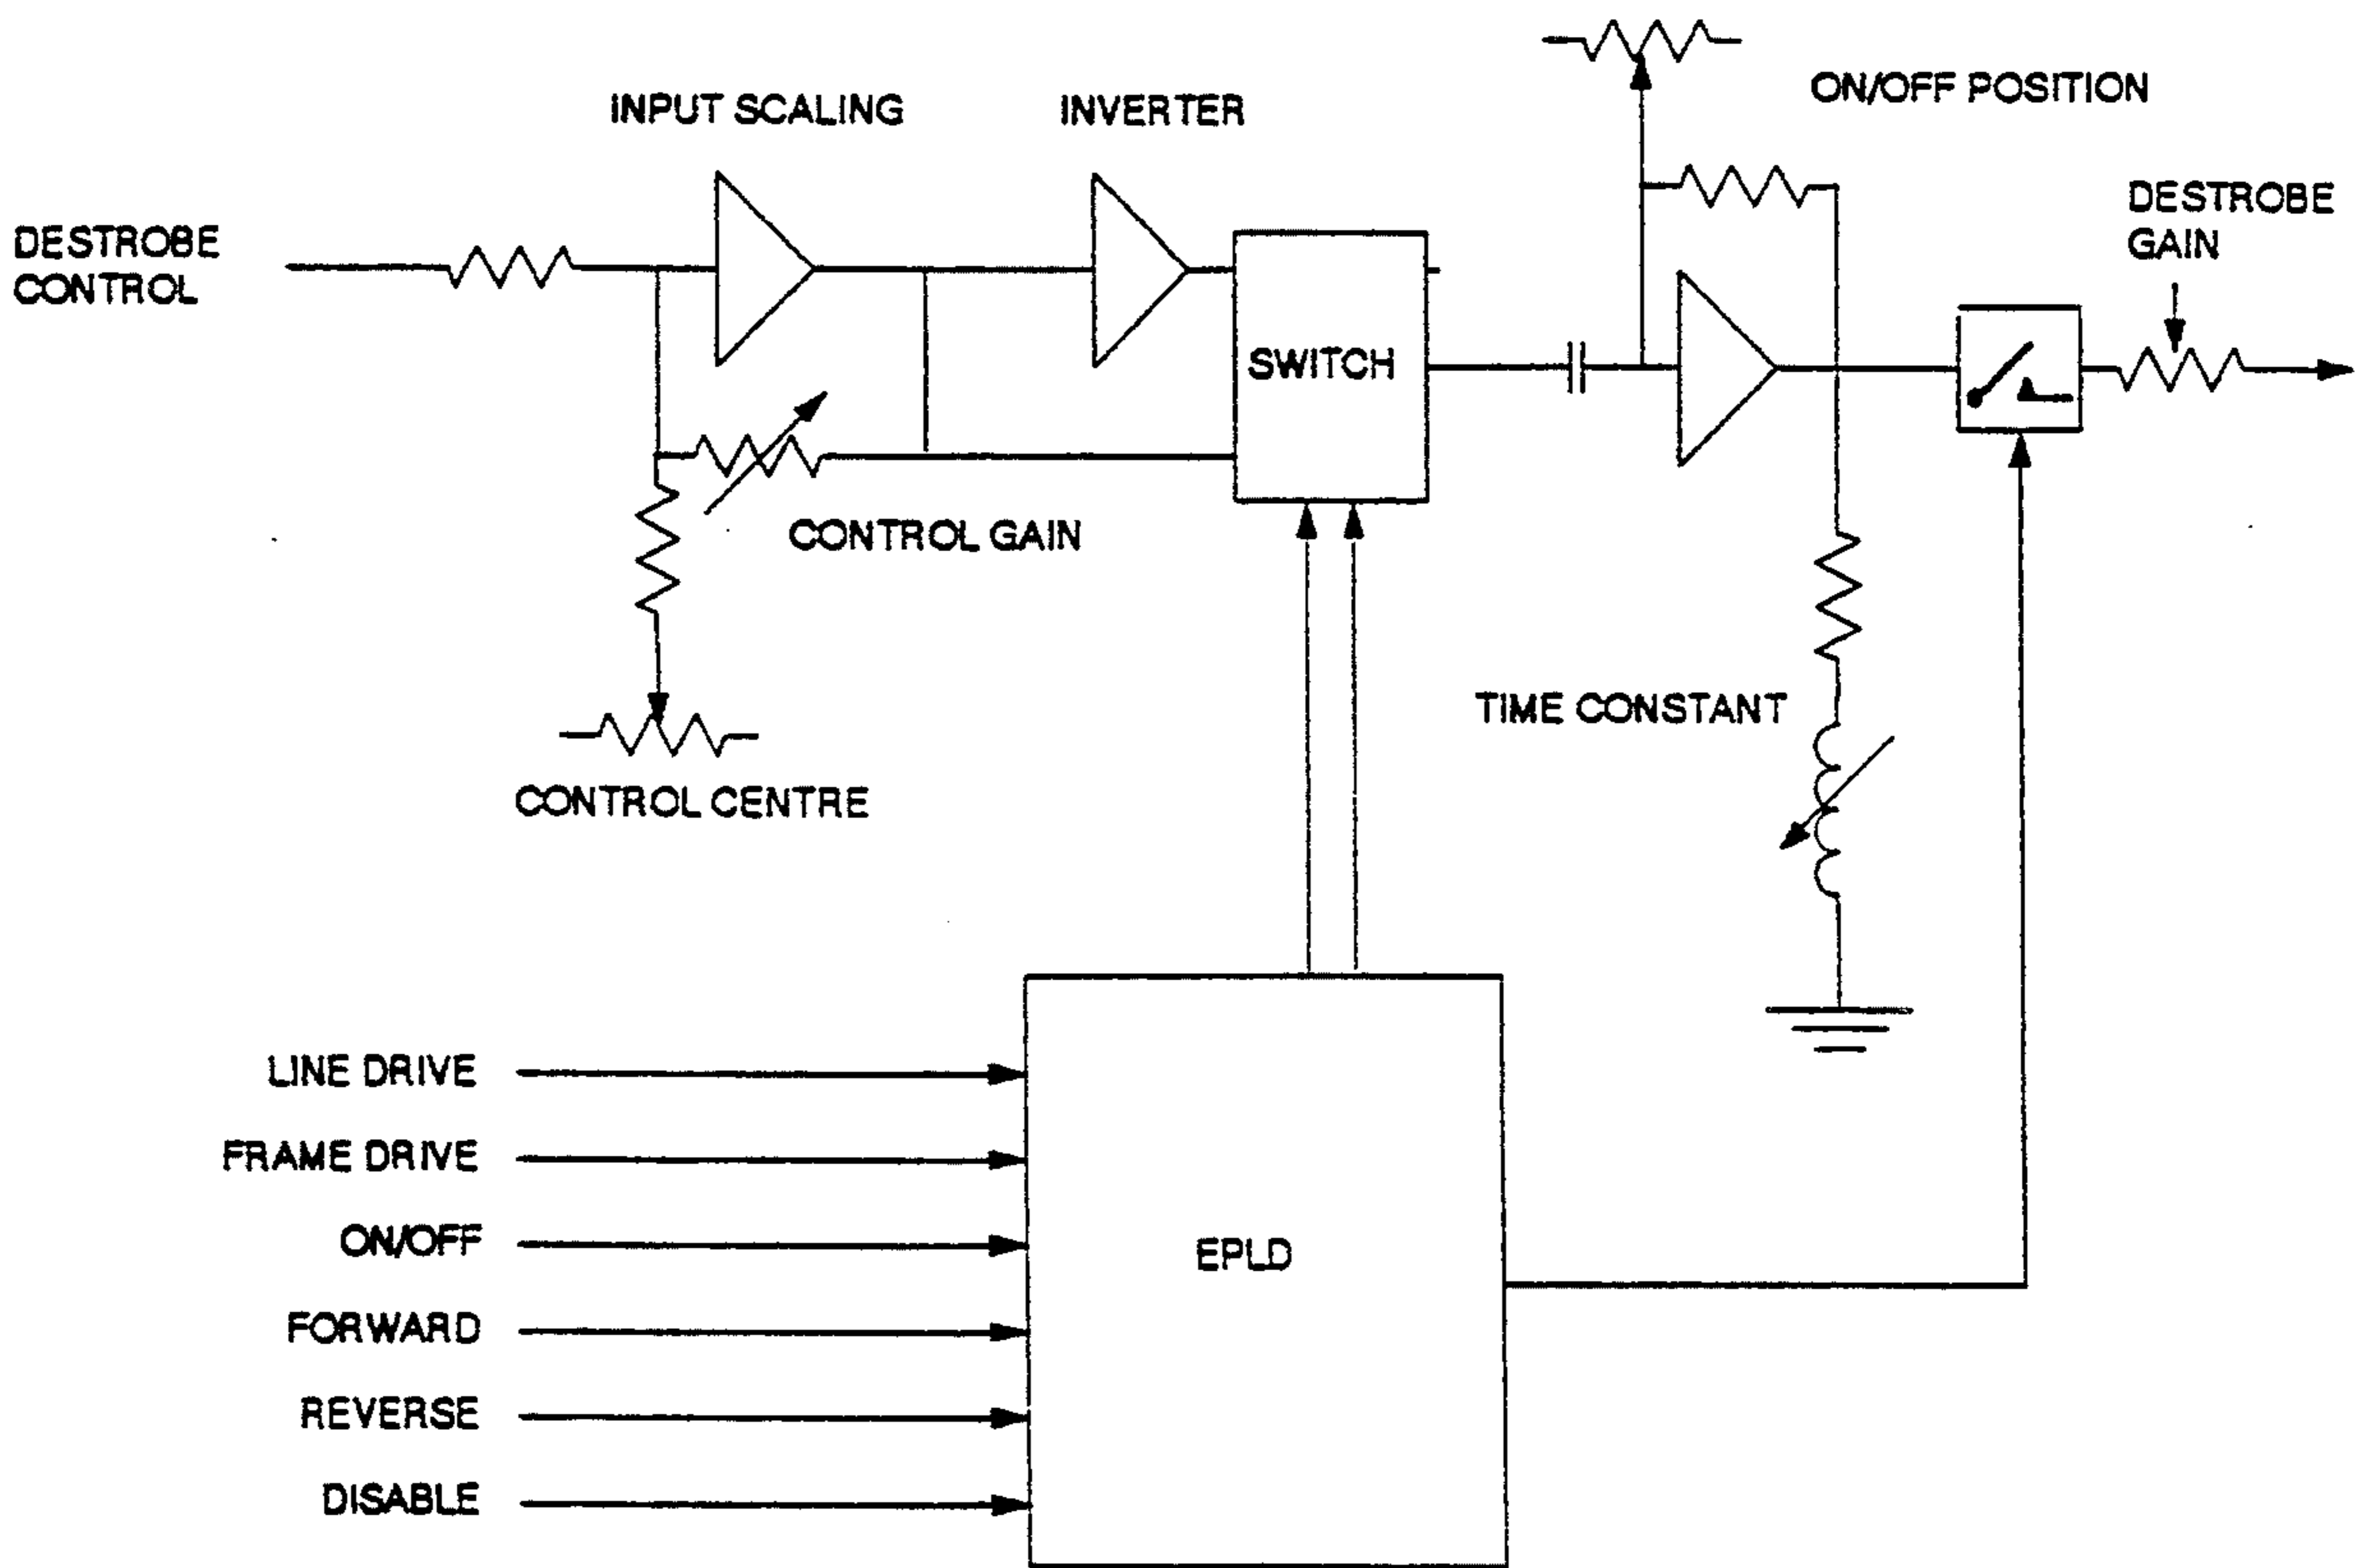 ON/OFF POSITION
INPUT SCALING
INVERTER
DESTROBE
GAIN
DESTROBE
CONTROL
SWITCH
CONTROL GAIN
TIME CONSTANT
CONTROL CENTRE
LINE DRIVE
FRAME DRIVE
ON/OFF
EPLD
FORWARD
REVERSE
DISABLE